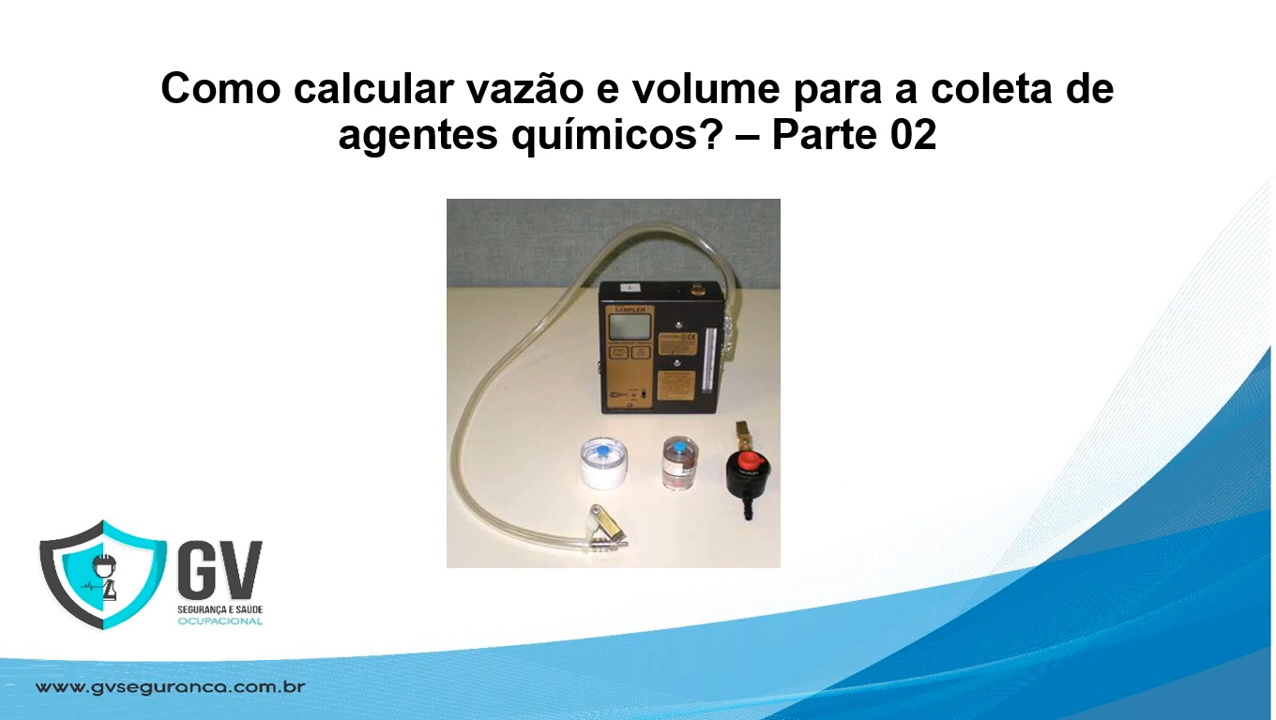 Como calcular vazão e volume para a coleta de
agentes químicos? – Parte 02
SAMPLER
GV
SEGURANÇA E SAÚDE
OCUPACIONAL
www.gvseguranca.com.br